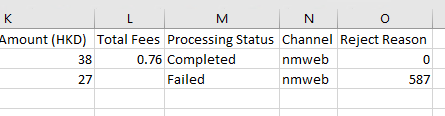 K L M N O
Amount (HKD) Total Fees Processing Status Channel Reject Reason
38 0.76 Completed nmweb 0
27 Failed nmweb 587